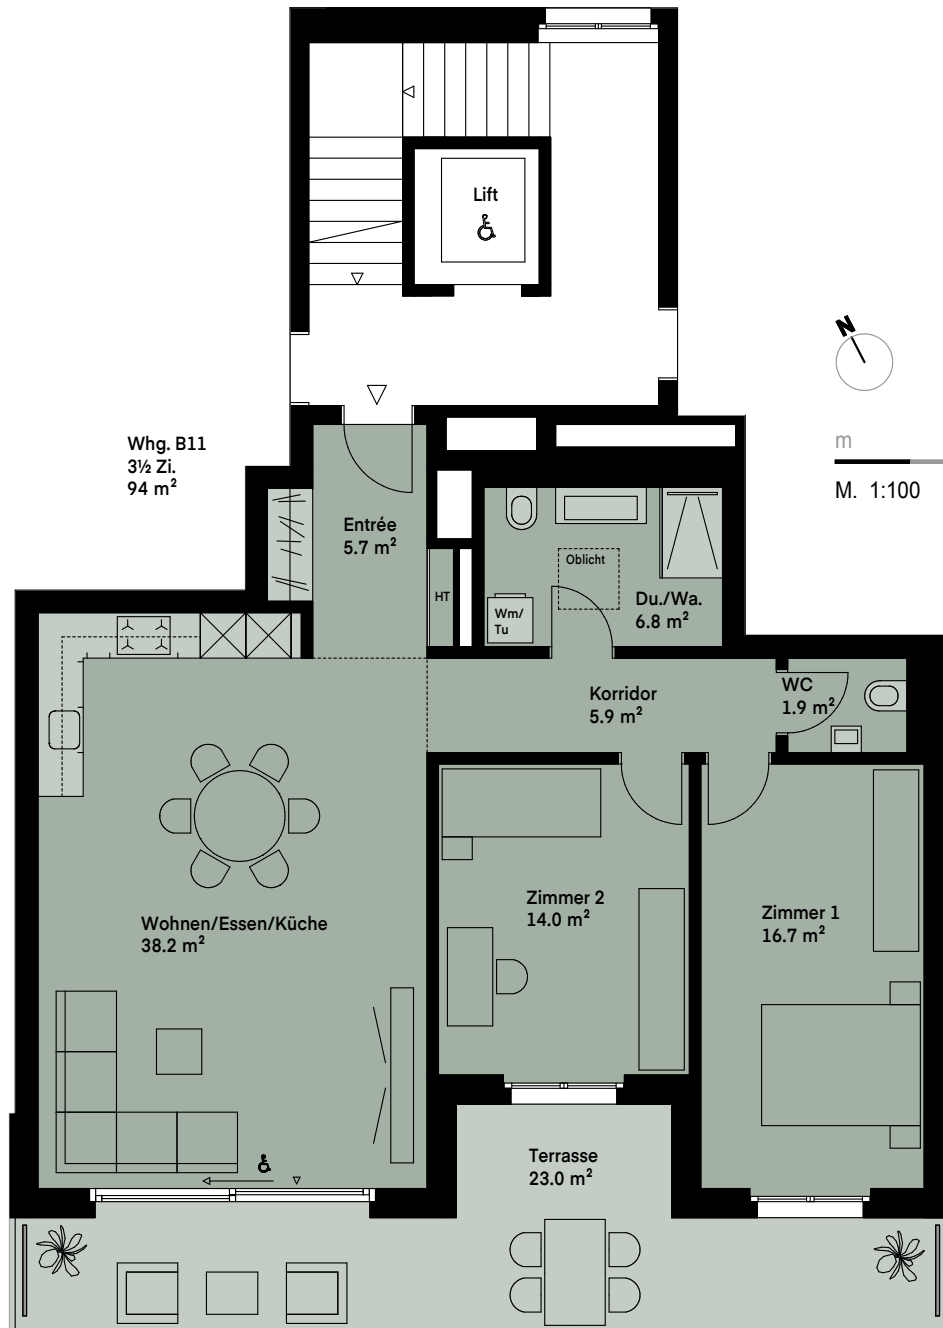 Lift
N
Whg. B11
3½ Zi.
94 m²
m
M. 1:100
Entrée
5.7 m²
Oblicht
HT
Wm/
Tu
Du./Wa.
6.8 m²
Korridor
5.9 m²
WC
1.9 m²
Wohnen/Essen/Küche
38.2 m²
Zimmer 2
14.0 m²
Zimmer 1
16.7 m²
Terrasse
23.0 m²